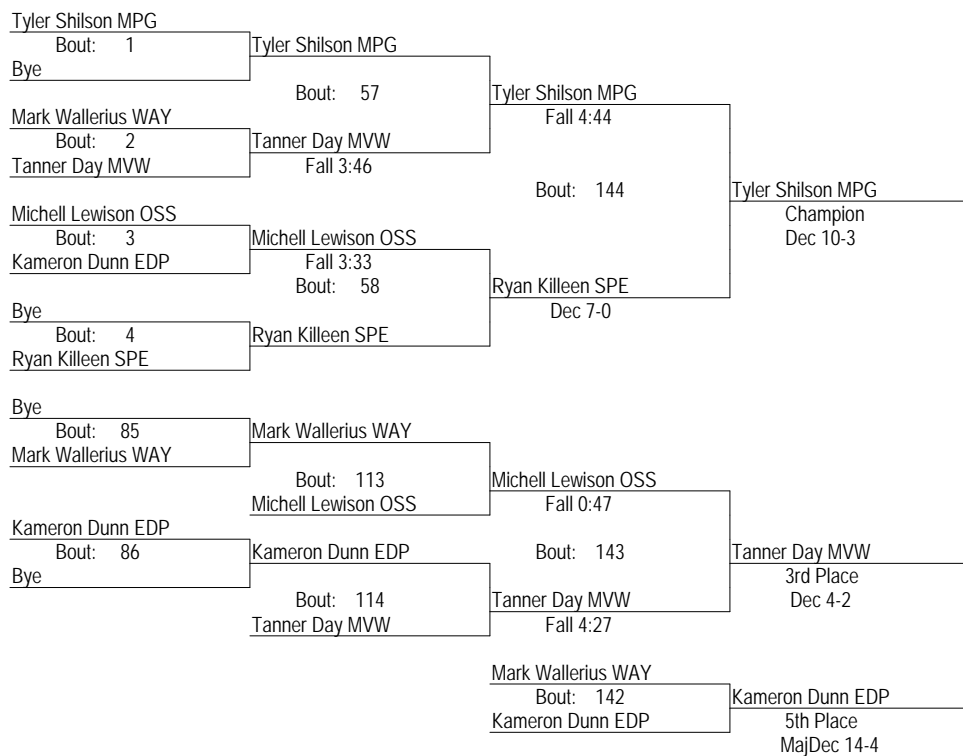 Tyler Shilson MPG
Bout: 1
Bye
Tyler Shilson MPG
Bout: 57
Mark Wallerius WAY
Bout: 2
Tanner Day MVW
Tanner Day MVW
Fall 3:46
Tyler Shilson MPG
Fall 4:44
Bout: 144
Tyler Shilson MPG
Champion
Dec 10-3
Michell Lewison OSS
Bout: 3
Kameron Dunn EDP
Michell Lewison OSS
Fall 3:33
Bout: 58
Bye
Bout: 4
Ryan Killeen SPE
Ryan Killeen SPE
Ryan Killeen SPE
Dec 7-0
Bye
Bout: 85
Mark Wallerius WAY
Mark Wallerius WAY
Bout: 113
Michell Lewison OSS
Michell Lewison OSS
Fall 0:47
Kameron Dunn EDP
Bout: 86
Bye
Kameron Dunn EDP
Bout: 114
Tanner Day MVW
Bout: 143
Tanner Day MVW
Fall 4:27
Tanner Day MVW
3rd Place
Dec 4-2
Mark Wallerius WAY
Bout: 142
Kameron Dunn EDP
Kameron Dunn EDP
5th Place
MajDec 14-4